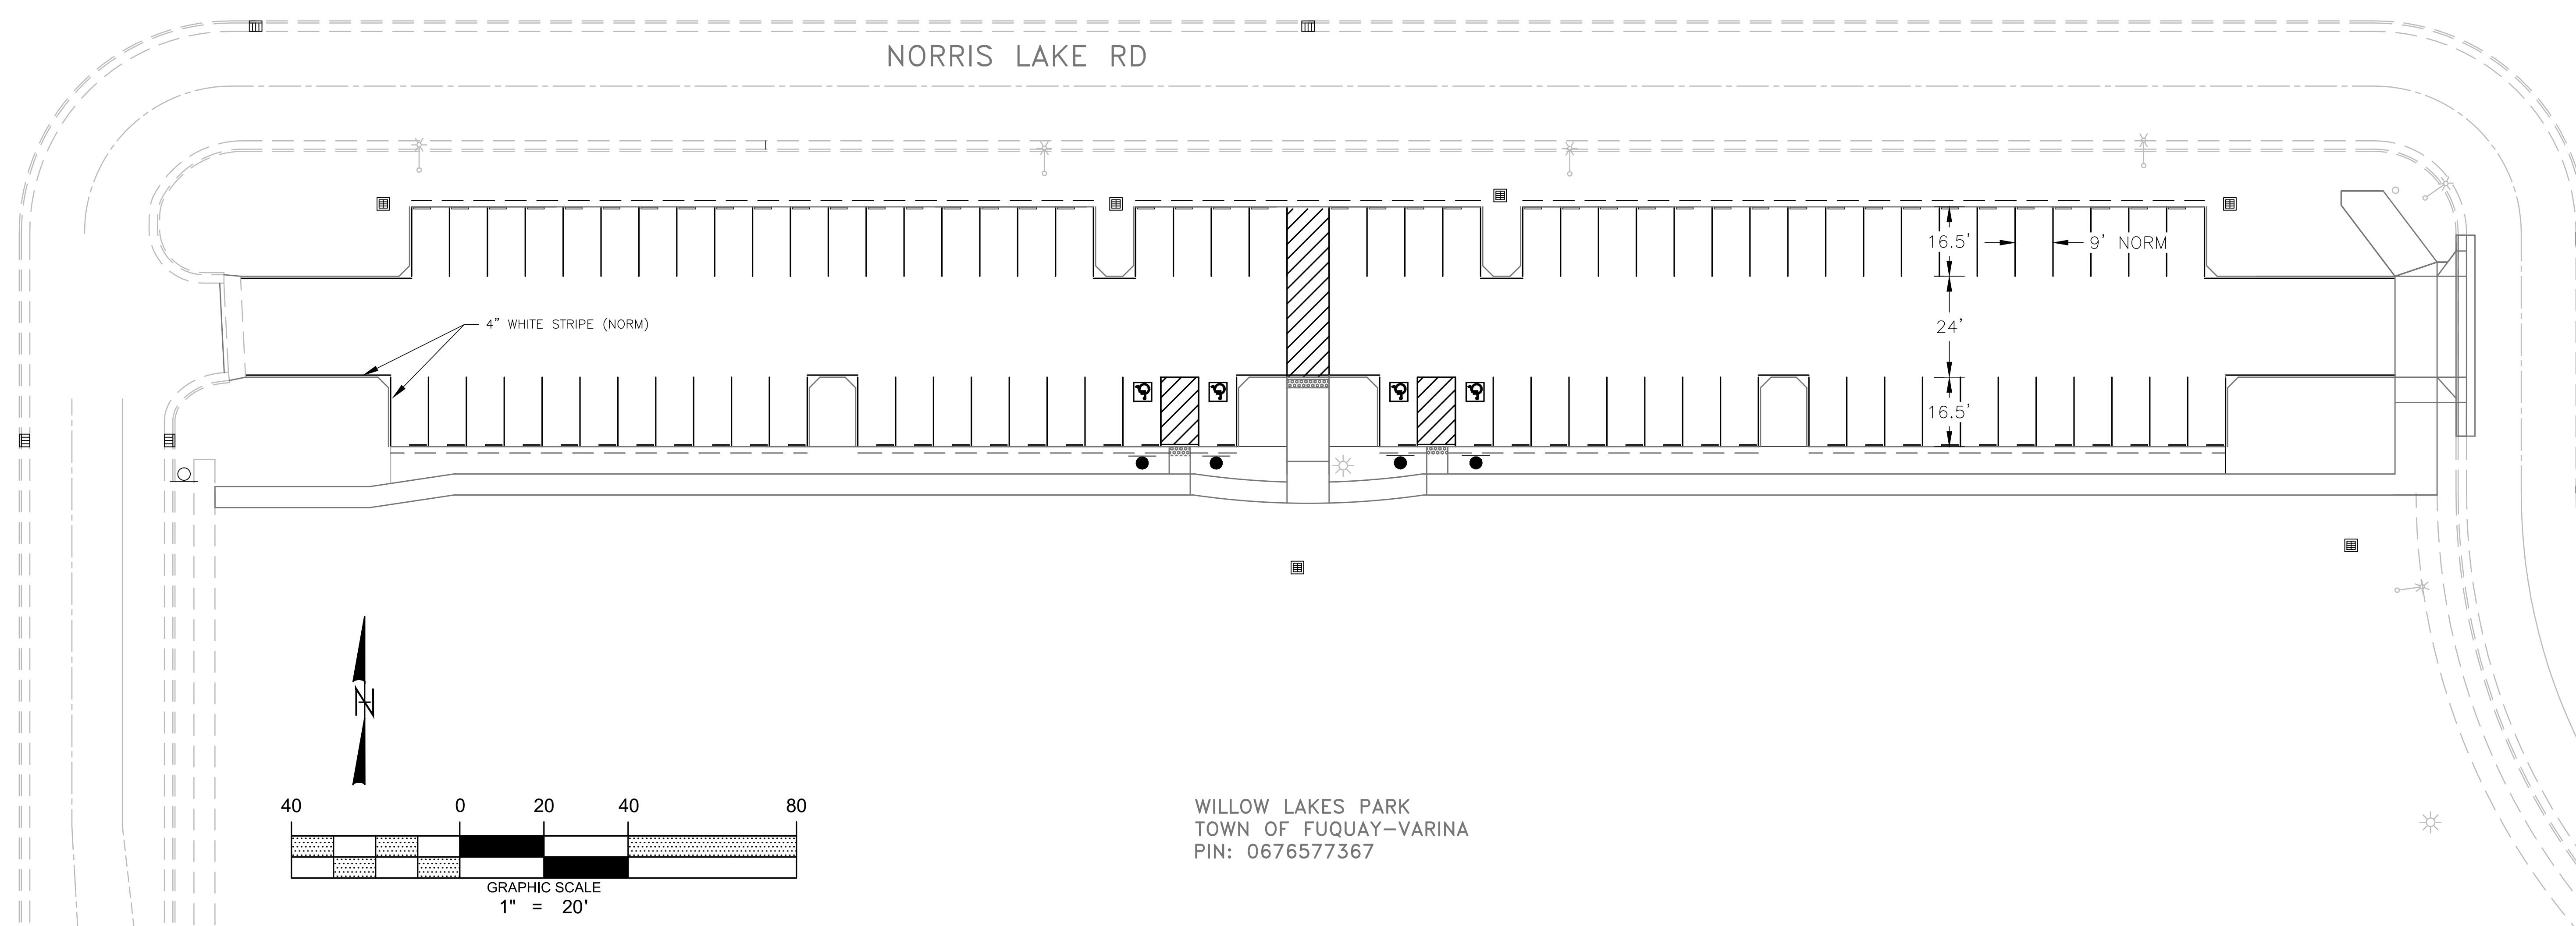 NORRIS LAKE RD
16.5'
9' NORM
4" WHITE STRIPE (NORM)
24'
16.5'
N
40 0 20 40 80
GRAPHIC SCALE
1" = 20'
WILLOW LAKES PARK
TOWN OF FUQUAY-VARINA
PIN: 0676577367